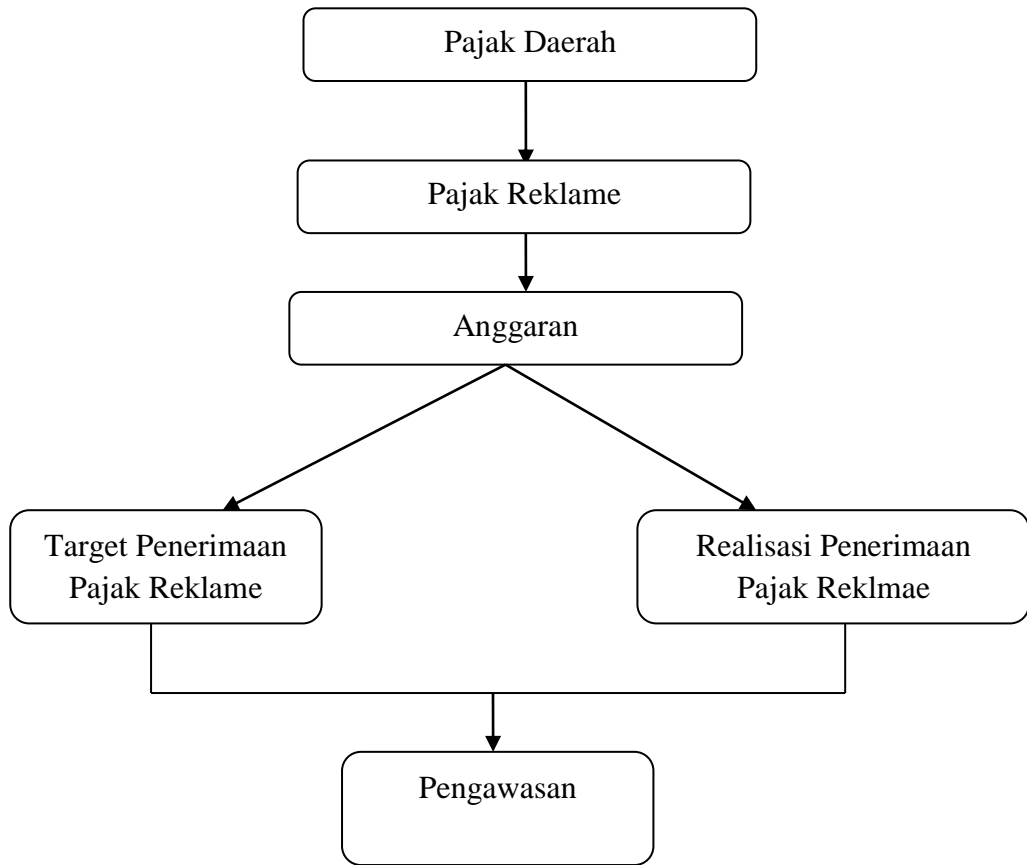 Pajak Daerah
Pajak Reklame
Anggaran
Target Penerimaan
Pajak Reklame
Realisasi Penerimaan
Pajak Reklmae
Pengawasan